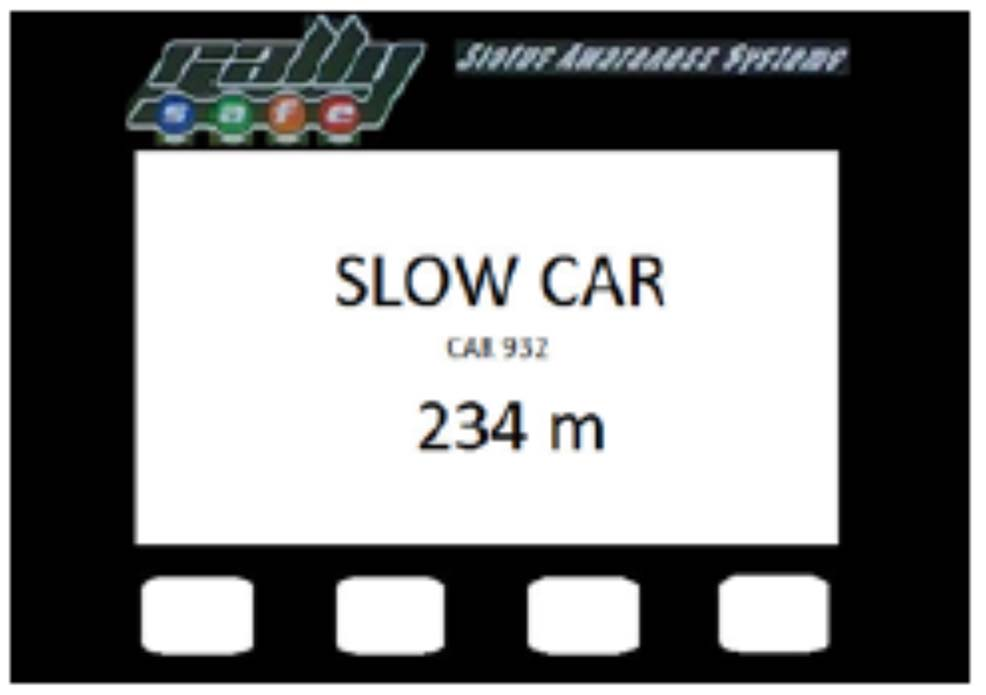 rally
safe
Status Awareness Systems
SLOW CAR
CAR 932
234 m